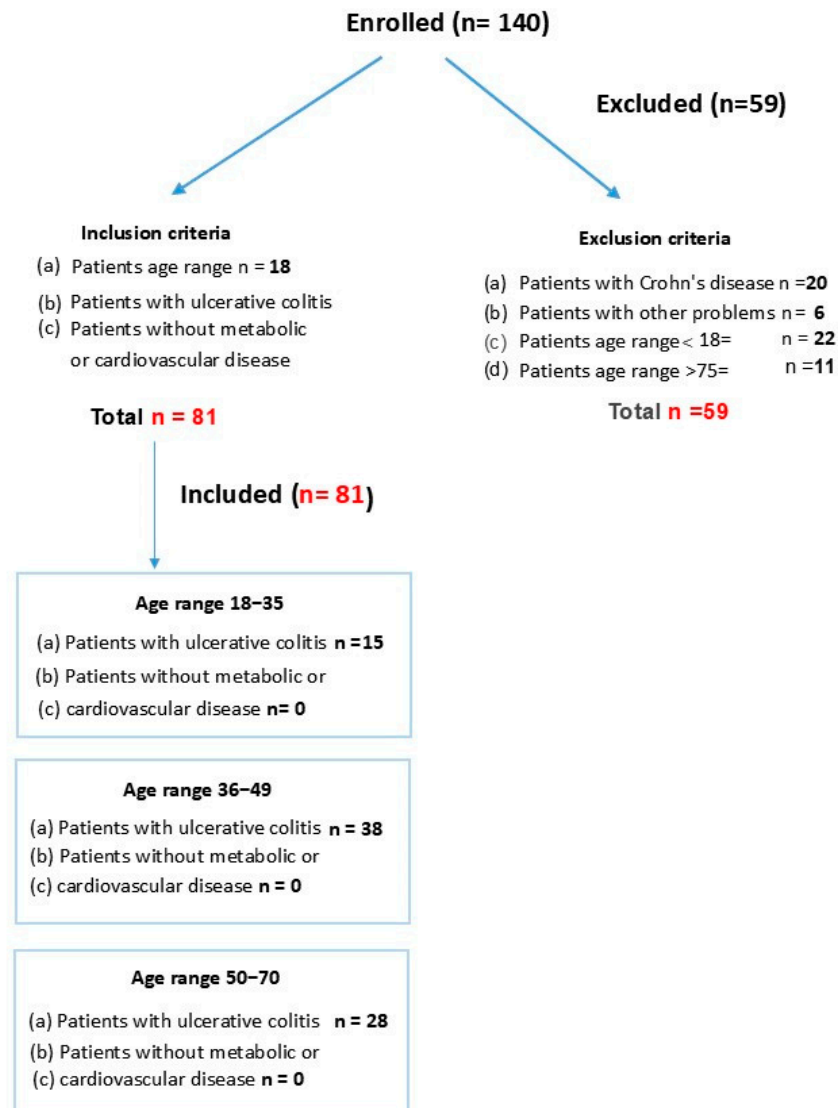 Enrolled (n= 140)
Excluded (n=59)
Inclusion criteria
(a) Patients age range n = 18
(b) Patients with ulcerative colitis
(c) Patients without metabolic
or cardiovascular disease
Total n = 81
Exclusion criteria
(a) Patients with Crohn's disease n =20
(b) Patients with other problems n= 6
(c) Patients age range< 18= n = 22
(d) Patients age range >75= n =11
Total n =59
Included (n= 81)
Age range 18–35
(a) Patients with ulcerative colitis n =15
(b) Patients without metabolic or
(c) cardiovascular disease n= 0
Age range 36–49
(a) Patients with ulcerative colitis n = 38
(b) Patients without metabolic or
(c) cardiovascular disease n = 0
Age range 50–70
(a) Patients with ulcerative colitis n = 28
(b) Patients without metabolic or
(c) cardiovascular disease n = 0